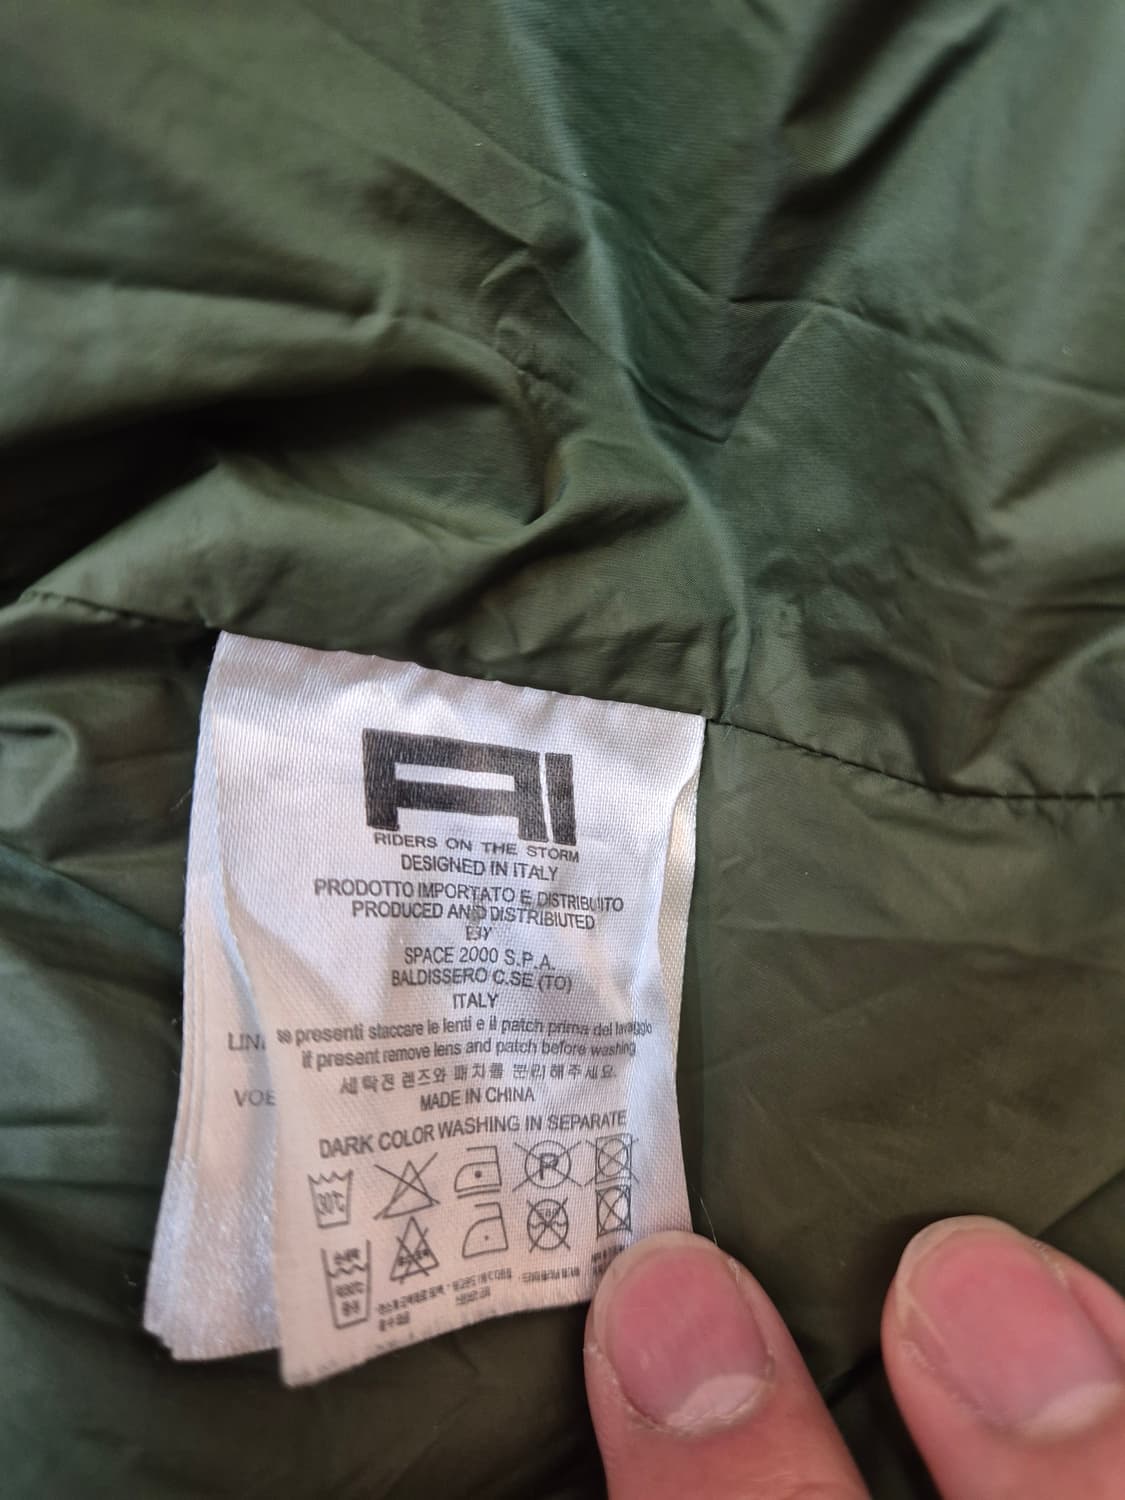 AI
RIDERS ON THE STORM
DESIGNED IN ITALY
PRODOTTO IMPORTATO E DISTRIBUITO
PRODUCED AND DISTRIBIUTED
BY
SPACE 2000 S.P.A.
BALDISSERO C.SE (TO)
ITALY
se presenti staccare le lenti e il patch prima del lavaggio
if present remove lens and patch before washing
세탁전 렌즈와 패치를 분리해주세요.
MADE IN CHINA
DARK COLOR WASHING IN SEPARATE
30°c
P